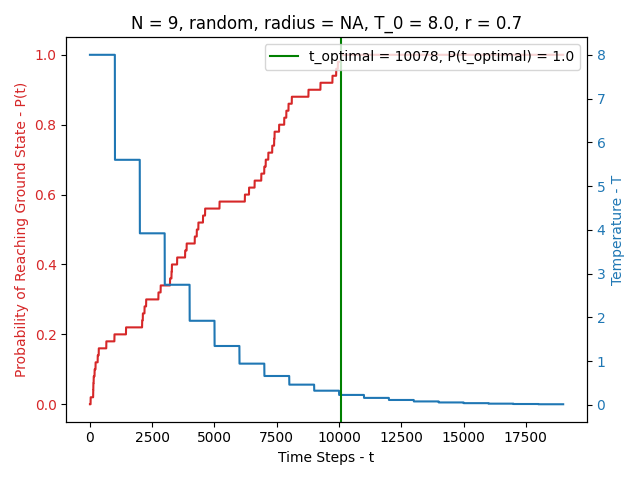 N = 9, random, radius = NA, T_0 = 8.0, r = 0.7
t_optimal = 10078, P(t_optimal) = 1.0
Probability of Reaching Ground State - P(t)
1.0
0.8
0.6
0.4
0.2
0.0
8
7
6
5
4
3
2
1
0
Temperature - T
0 2500 5000 7500 10000 12500 15000 17500
Time Steps - t